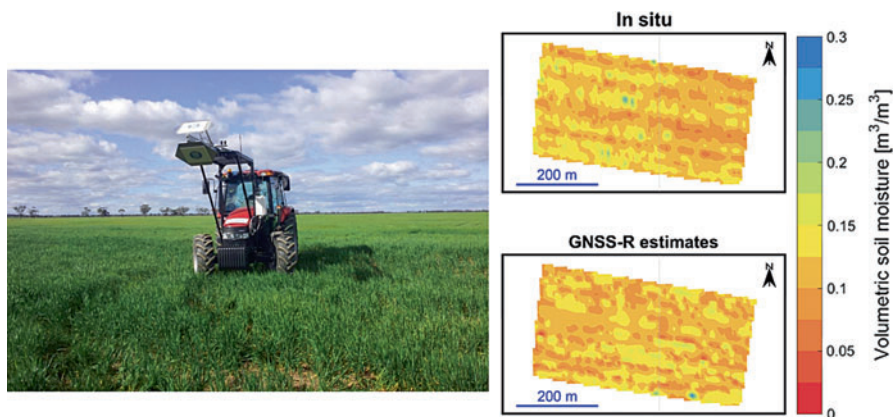 In situ
N
200 m
GNSS-R estimates
N
200 m
0.3
0.25
0.2
0.15
0.1
0.05
0
Volumetric soil moisture [m³/m³]